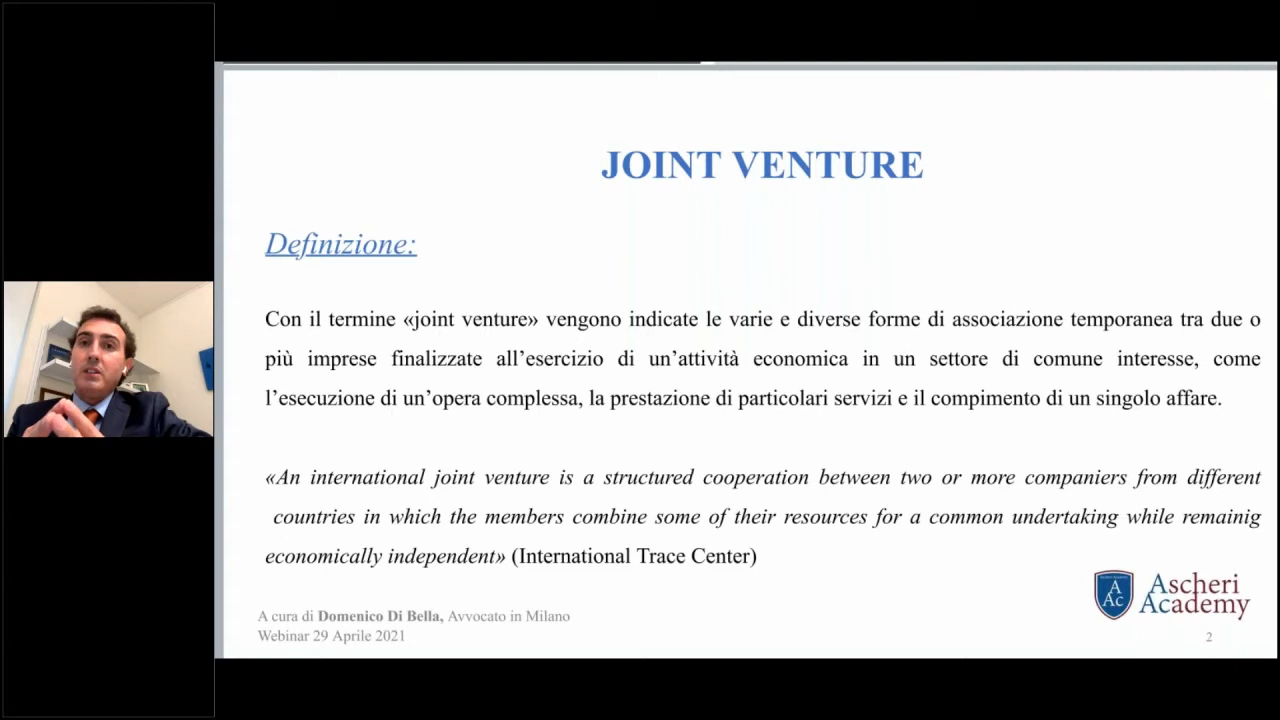 JOINT VENTURE
Definizione:
Con il termine «joint venture» vengono indicate le varie e diverse forme di associazione temporanea tra due o
più imprese finalizzate all’esercizio di un’attività economica in un settore di comune interesse, come
l’esecuzione di un’opera complessa, la prestazione di particolari servizi e il compimento di un singolo affare.
«An international joint venture is a structured cooperation between two or more companiers from different
countries in which the members combine some of their resources for a common undertaking while remainig
economically independent» (International Trace Center)
A cura di Domenico Di Bella, Avvocato in Milano
Webinar 29 Aprile 2021
A
Ac
Ascheri
Academy
2